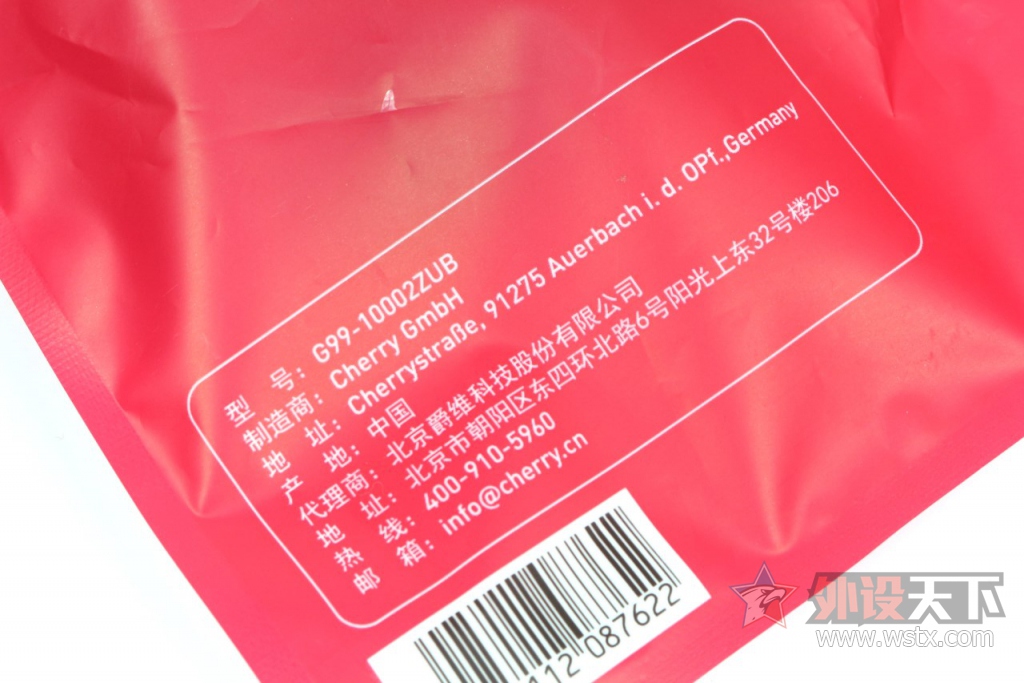 型 号: G99-10002ZUB
制造商: Cherry GmbH
地 址: Cherrystraße, 91275 Auerbach i. d. OPf.,Germany
产 地: 中国
代理商: 北京爵维科技股份有限公司
地 址: 北京市朝阳区东四环北路6号阳光上东32号楼206
热 线: 400-910-5960
邮 箱: info@cherry.cn
112 087622
外设天下
www.wstx.com